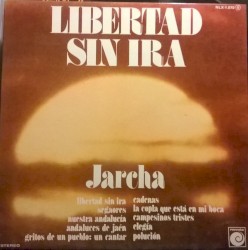 LIBERTAD
SIN IRA
Jarcha
libertad sin ira
segaores
nuestra andalucía
andaluces de jaén
gritos de un pueblo: un cantar
cadenas
la copla que está en mi boca
campesinos tristes
elegía
polución